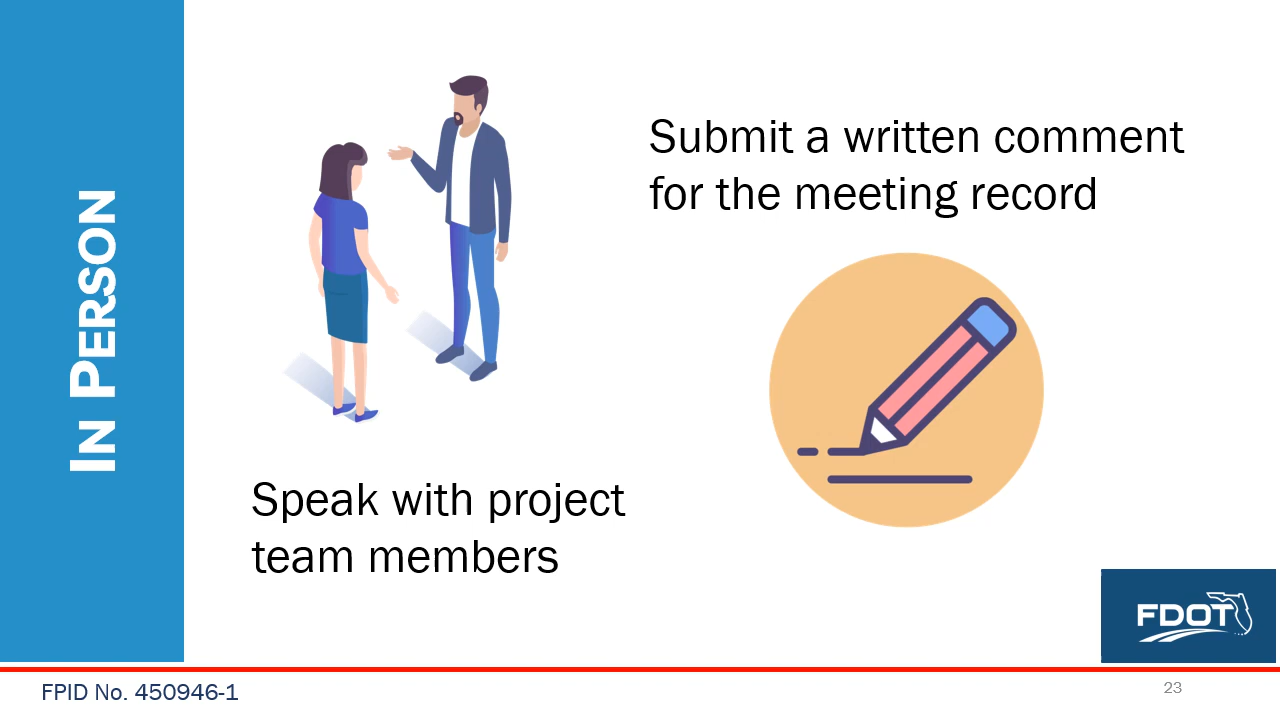 IN PERSON
Submit a written comment
for the meeting record
Speak with project
team members
FDOT
FPID No. 450946-1
23